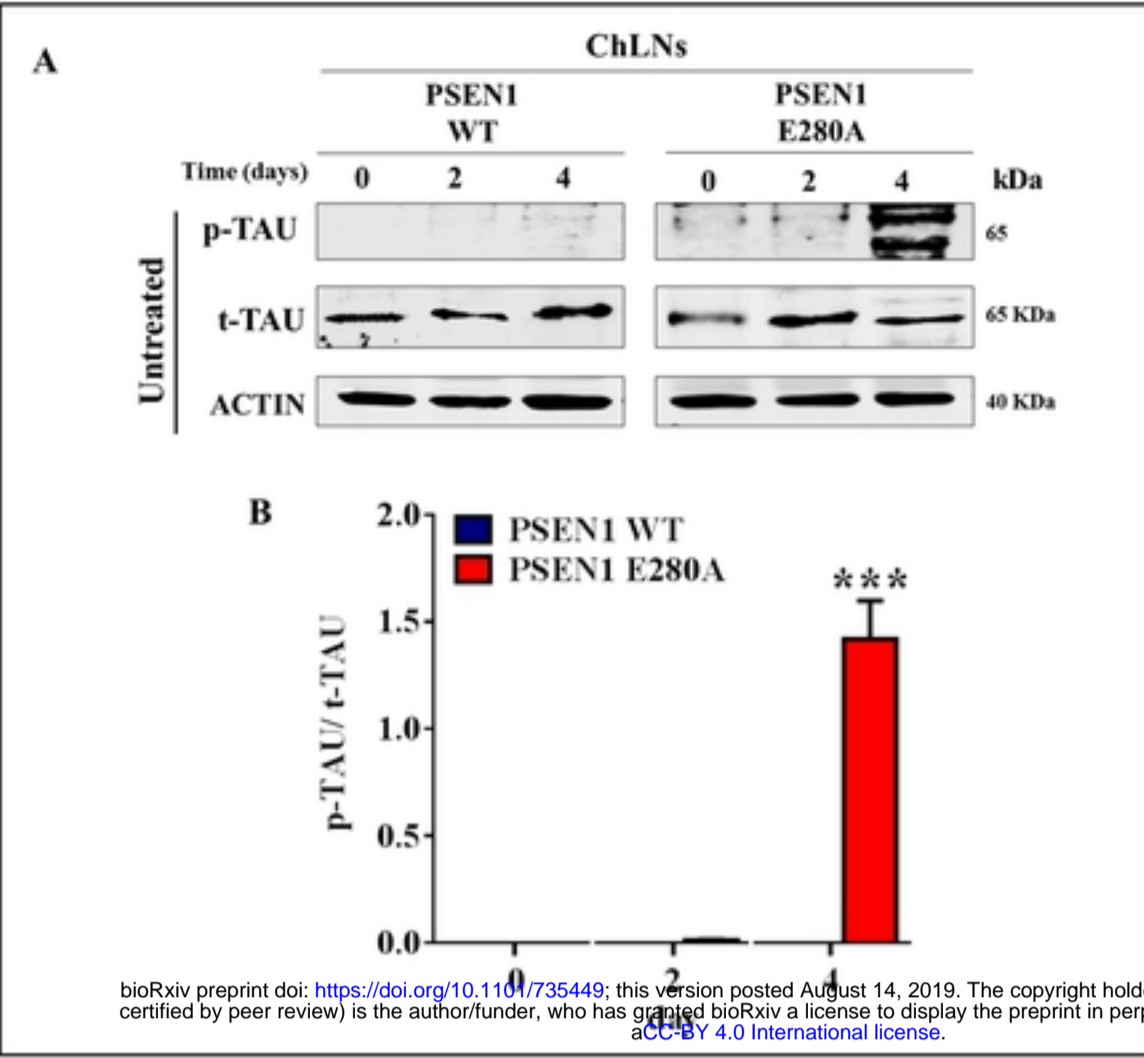 A
ChLNs
PSEN1 WT
PSEN1 E280A
Time (days) 0 2 4 0 2 4 kDa
Untreated
p-TAU 65
t-TAU 65 KDa
ACTIN 40 KDa
B
PSEN1 WT
PSEN1 E280A
***
p-TAU/ t-TAU
2.0
1.5
1.0
0.5
0.0
0 2 4
bioRxiv preprint doi: https://doi.org/10.1101/735449; this version posted August 14, 2019. The copyright hold
certified by peer review) is the author/funder, who has granted bioRxiv a license to display the preprint in per
aCC-BY 4.0 International license.